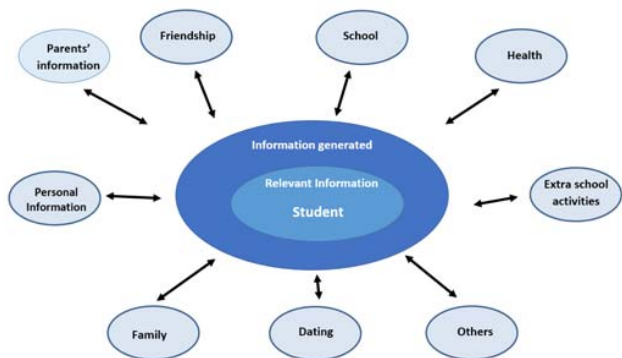 Friendship
School
Parents'
information
Health
Information generated
Relevant Information
Student
Personal
Information
Extra school
activities
Family
Dating
Others